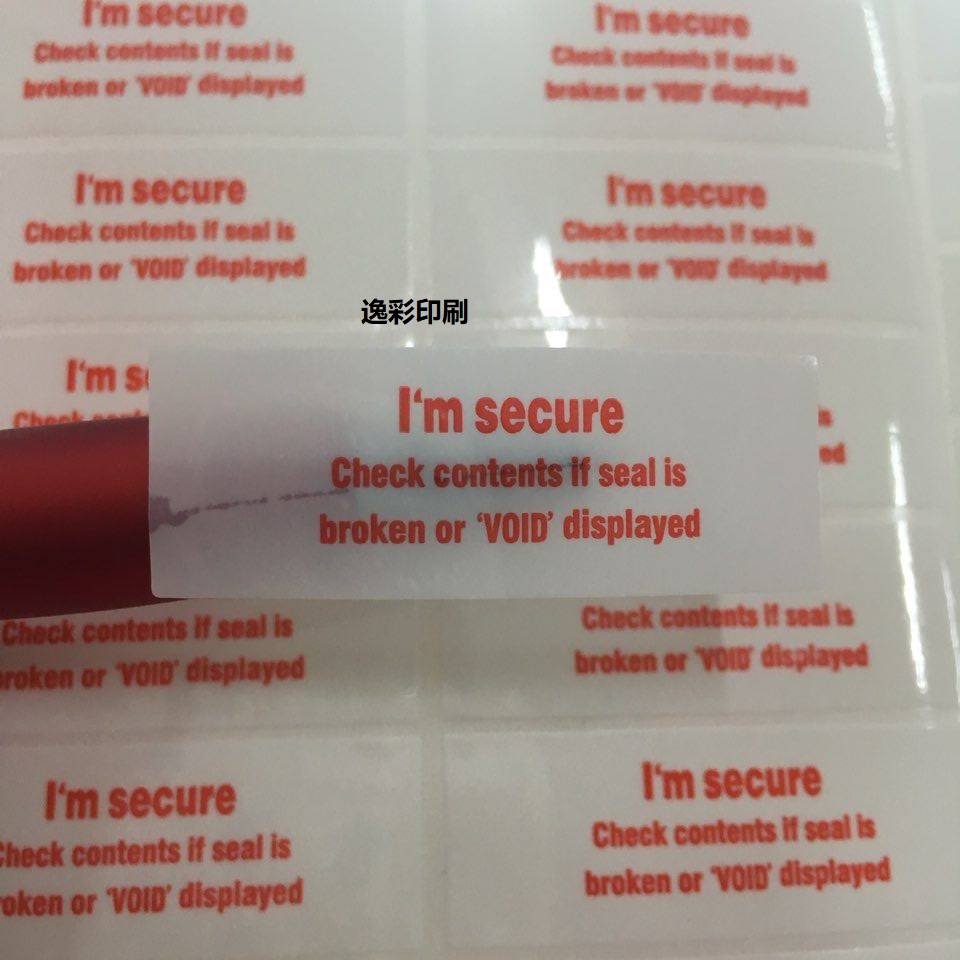 I'm secure
Check contents if seal is
broken or 'VOID' displayed
I'm secure
Check contents if seal is
broken or 'VOID' displayed
I'm secure
Check contents if seal is
broken or 'VOID' displayed
I'm secure
Check contents if seal is
broken or 'VOID' displayed
逸彩印刷
I'm s
Check
I‘m secure
Check contents if seal is
broken or ‘VOID’ displayed
Check contents if seal is
broken or 'VOID' displayed
Check contents if seal is
broken or 'VOID' displayed
I‘m secure
Check contents if seal is
oken or 'VOID' displayed
I‘m secure
Check contents if seal is
broken or 'VOID' displayed